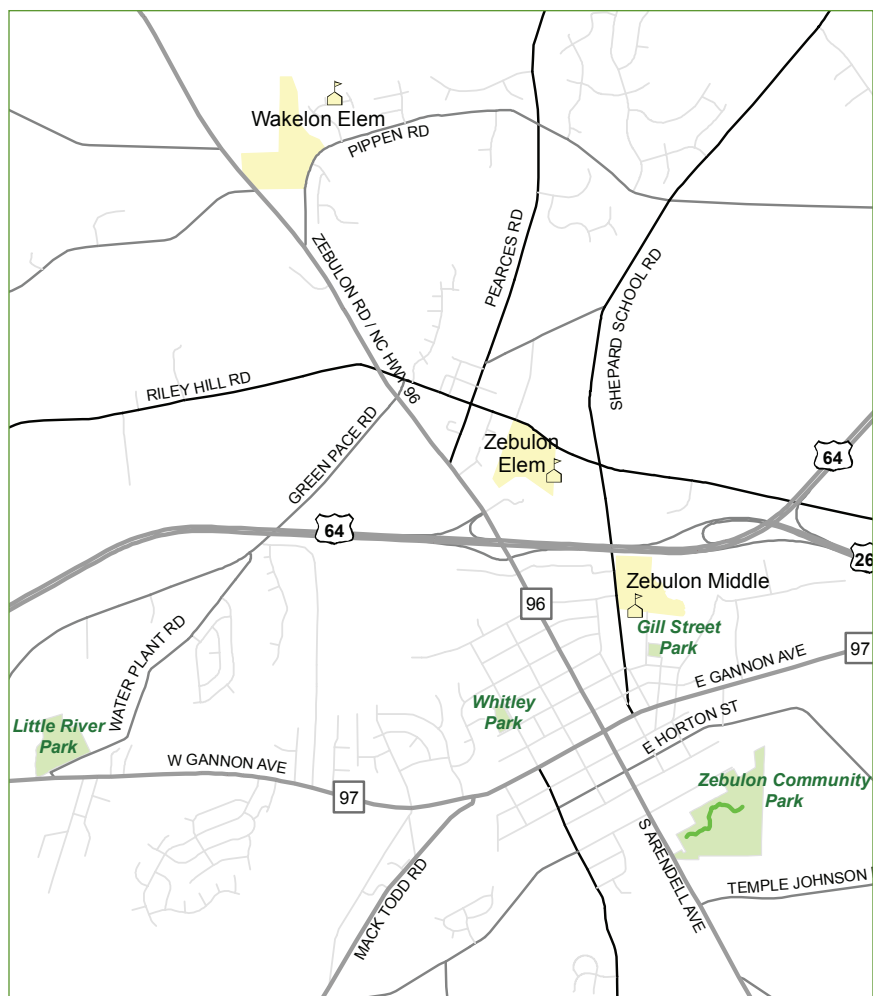 Wakelon Elem
PIPPEN RD
ZEBULON RD / NC HWY 96
PEARCES RD
SHEPARD SCHOOL RD
RILEY HILL RD
GREEN PACE RD
Zebulon
Elem
64
64
26
Zebulon Middle
96
Gill Street
Park
WATER PLANT RD
E GANNON AVE
97
Whitley
Park
Little River
Park
E HORTON ST
W GANNON AVE
97
Zebulon Community
Park
S ARENDELL AVE
MACK TODD RD
TEMPLE JOHNSON